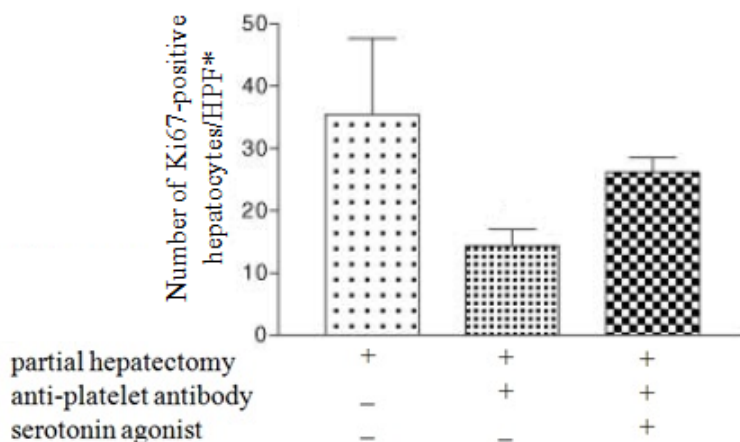 Number of Ki67-positive
hepatocytes/HPF*
50
40
30
20
10
0
partial hepatectomy + + +
anti-platelet antibody – + +
serotonin agonist – – +